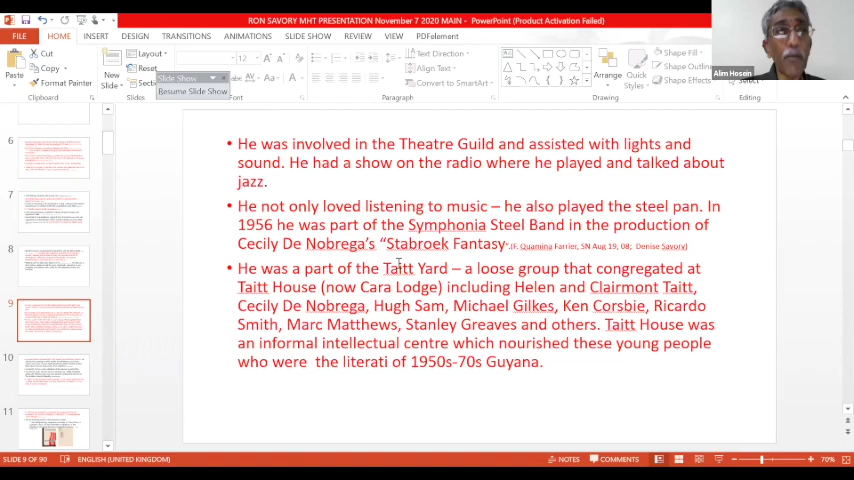 RON SAVORY MHT PRESENTATION November 7 2020 MAIN - PowerPoint (Product Activation Failed)
FILE HOME INSERT DESIGN TRANSITIONS ANIMATIONS SLIDE SHOW REVIEW VIEW PDFelement
Paste
Cut
Copy
Format Painter
Clipboard
New
Slide
Layout
Reset
Slides
Slide Show
Resume Slide Show
Font
12
Paragraph
Text Direction
Align Text
Convert to SmartArt
Drawing
Arrange
Quick
Styles
Shape Fill
Alim Hosein
6
7
8
9
10
11
• He was involved in the Theatre Guild and assisted with lights and
sound. He had a show on the radio where he played and talked about
jazz.
• He not only loved listening to music – he also played the steel pan. In
1956 he was part of the Symphonia Steel Band in the production of
Cecily De Nobrega's "Stabroek Fantasy".(F. Quamina Farrier, SN Aug 19, 08; Denise Savory)
• He was a part of the Taitt Yard – a loose group that congregated at
Taitt House (now Cara Lodge) including Helen and Clairmont Taitt,
Cecily De Nobrega, Hugh Sam, Michael Gilkes, Ken Corsbie, Ricardo
Smith, Marc Matthews, Stanley Greaves and others. Taitt House was
an informal intellectual centre which nourished these young people
who were the literati of 1950s-70s Guyana.
SLIDE 9 OF 90 ENGLISH (UNITED KINGDOM) NOTES COMMENTS 70%